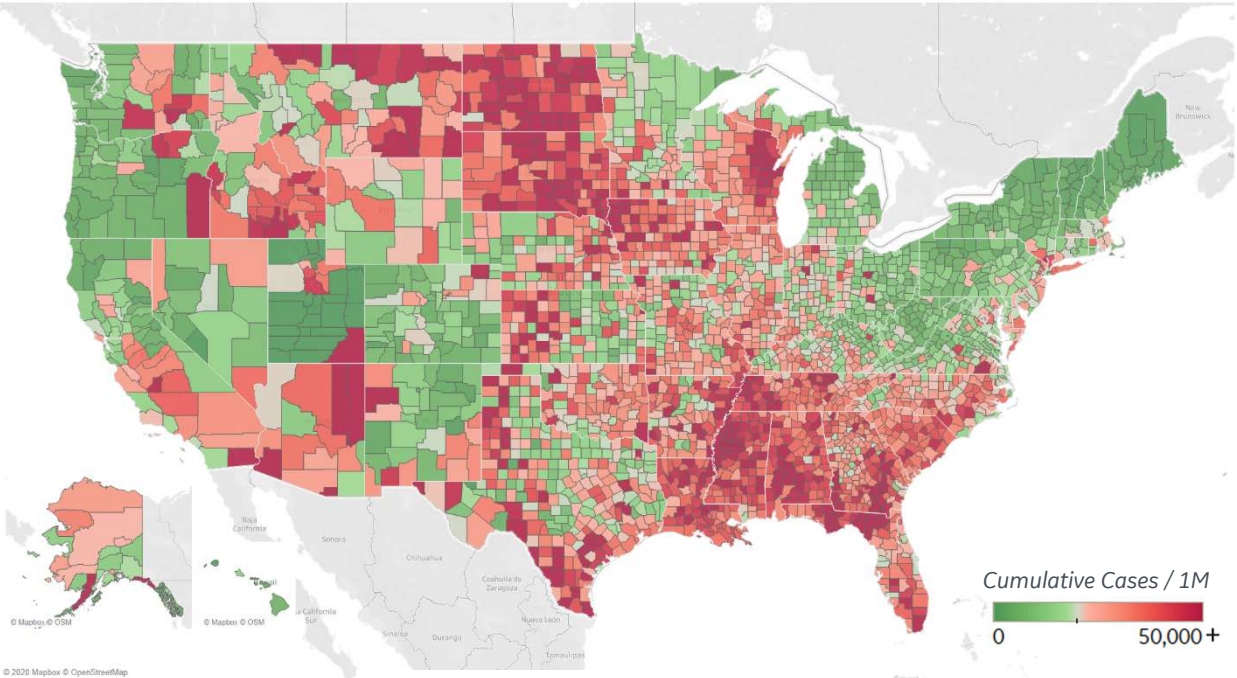 New
Brunswick
N
Baja
California
Sonora
Chihuahua
Coahuila de
Zaragoza
Nuevo León
a California
Sur
Sinaloa
Durango
Tamaulipas
© Mapbox © OSM
© Mapbox © OSM
Cumulative Cases / 1M
0
50,000+
© 2020 Mapbox © OpenStreetMap